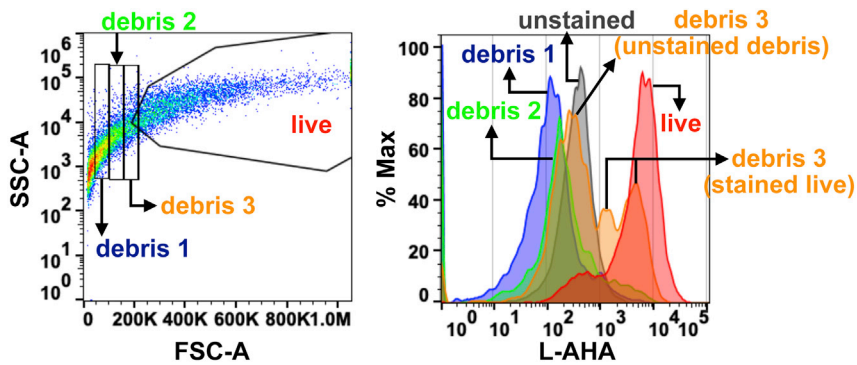 debris 2
10^6
10^5
10^4
10^3
10^2
10^1
10^0
SSC-A
live
debris 3
debris 1
0 200K 400K 600K 800K1.0M
FSC-A
unstained
debris 3
(unstained debris)
debris 1
debris 2
live
debris 3
(stained live)
100
80
60
40
20
0
% Max
10^0 10^1 10^2 10^3 10^4 10^5
L-AHA